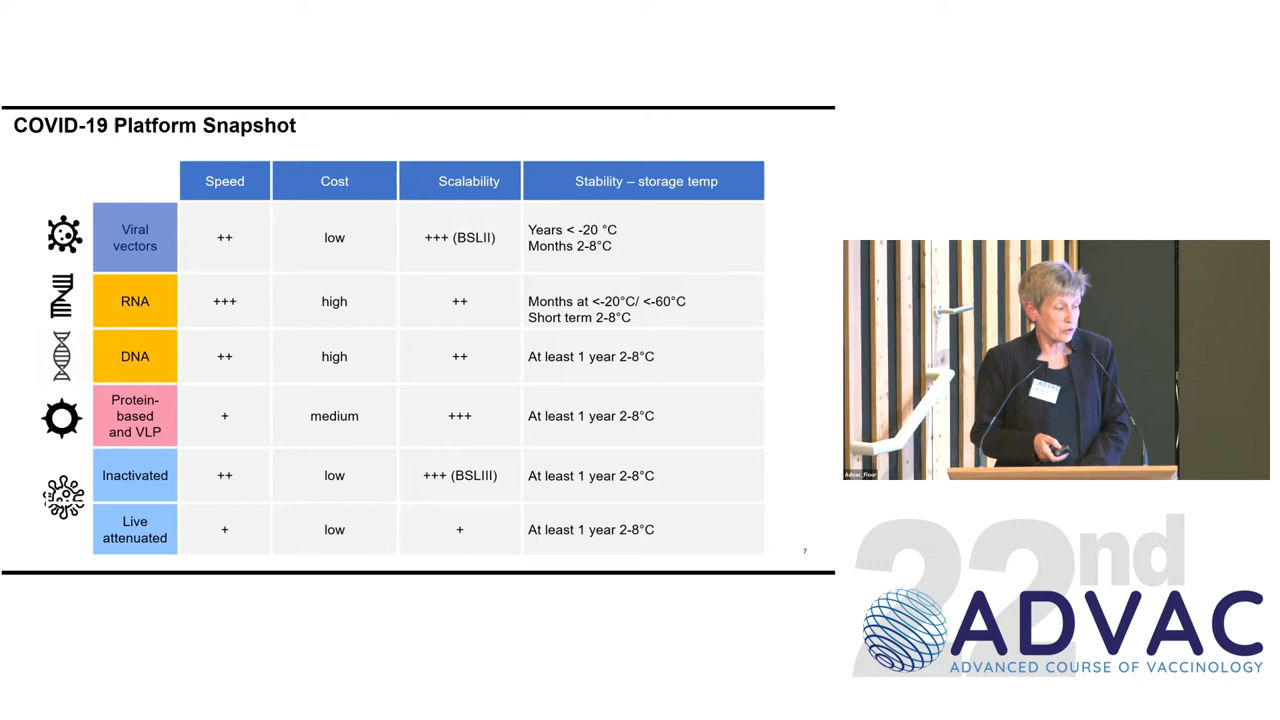 COVID-19 Platform Snapshot
Speed
Cost
Scalability
Stability – storage temp
Viral
vectors
++
low
+++ (BSLII)
Years < -20 °C
Months 2-8°C
RNA
+++
high
++
Months at <-20°C/ <-60°C
Short term 2-8°C
DNA
++
high
++
At least 1 year 2-8°C
Protein-
based
and VLP
+
medium
+++
At least 1 year 2-8°C
Inactivated
++
low
+++ (BSLIII)
At least 1 year 2-8°C
Live
attenuated
+
low
+
At least 1 year 2-8°C
7
ADVAC
Advac_floor
22nd
ADVAC
ADVANCED COURSE OF VACCINOLOGY